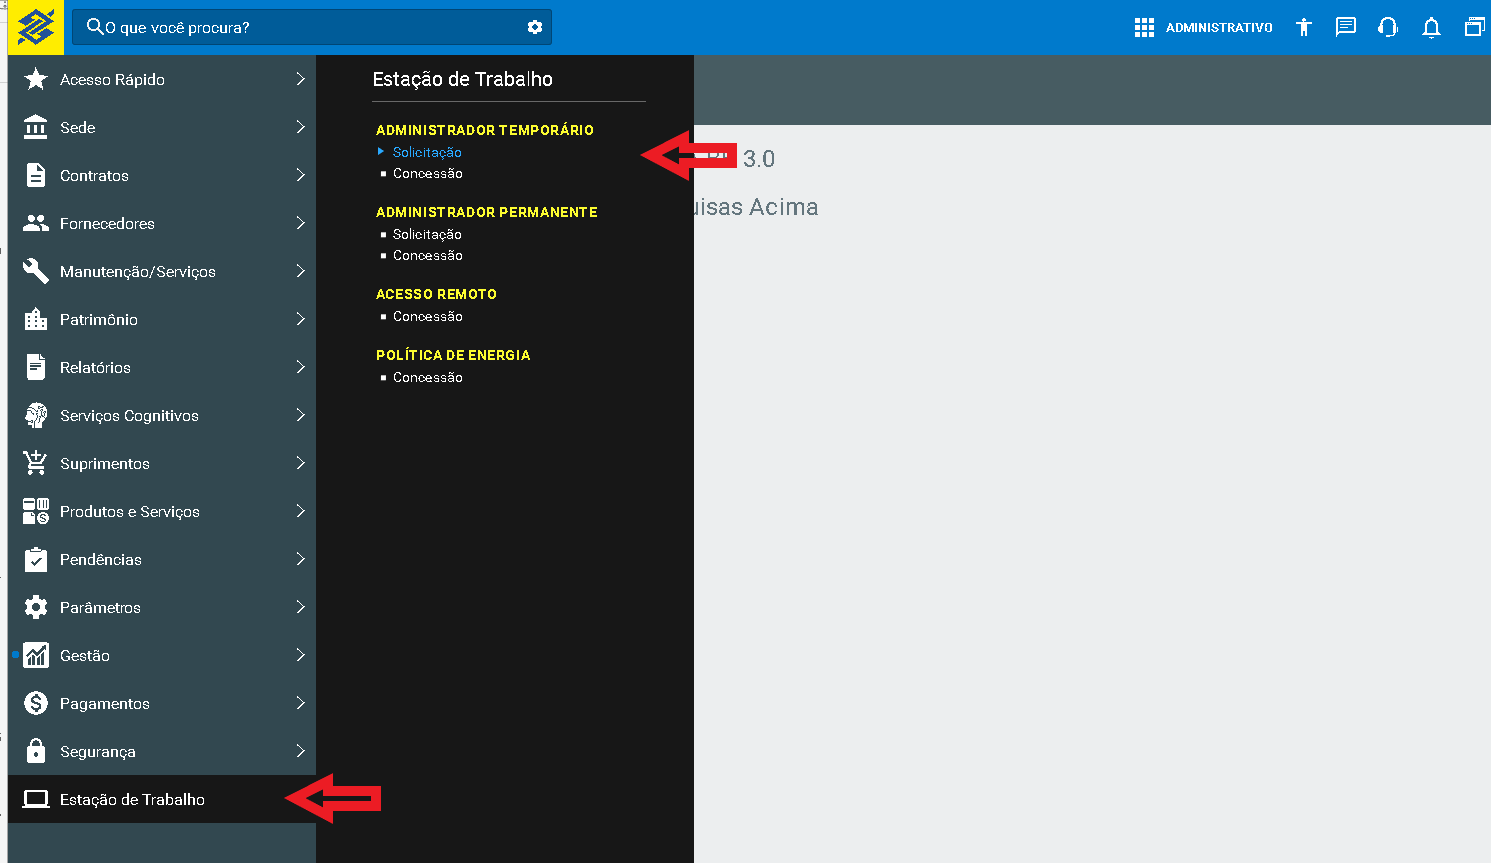 O que você procura?
ADMINISTRATIVO
Acesso Rápido
Sede
Contratos
Fornecedores
Manutenção/Serviços
Patrimônio
Relatórios
Serviços Cognitivos
Suprimentos
Produtos e Serviços
Pendências
Parâmetros
Gestão
Pagamentos
Segurança
Estação de Trabalho
Estação de Trabalho
ADMINISTRADOR TEMPORÁRIO
Solicitação
Concessão
ADMINISTRADOR PERMANENTE
Solicitação
Concessão
ACESSO REMOTO
Concessão
POLÍTICA DE ENERGIA
Concessão
3.0
uisas Acima